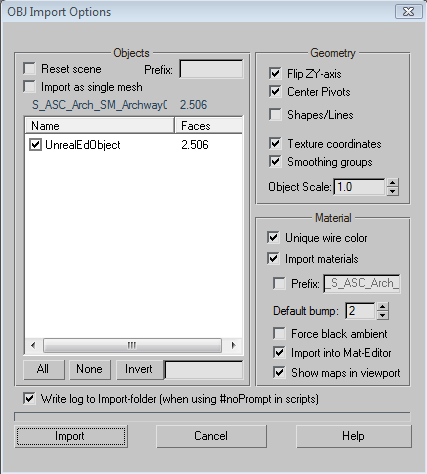 OBJ Import Options
Objects
Reset scene
Prefix:
Import as single mesh
S_ASC_Arch_SM_Archway0 2.506
Name Faces
UnrealEdObject 2.506
All None Invert
Geometry
Flip ZY-axis
Center Pivots
Shapes/Lines
Texture coordinates
Smoothing groups
Object Scale: 1.0
Material
Unique wire color
Import materials
Prefix: _S_ASC_Arch_
Default bump: 2
Force black ambient
Import into Mat-Editor
Show maps in viewport
Write log to Import-folder (when using #noPrompt in scripts)
Import Cancel Help